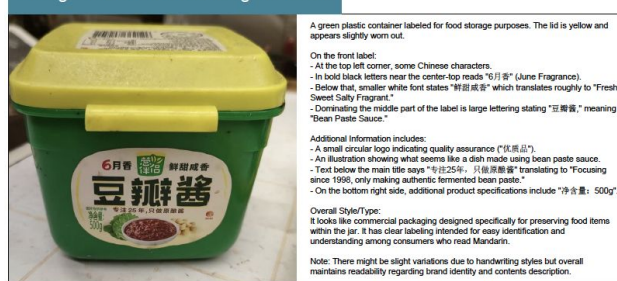 6月香
葱伴侣
鲜甜咸香
豆瓣酱
专注25年,只做原酿酱
500g
A green plastic container labeled for food storage purposes. The lid is yellow and
appears slightly worn out.
On the front label:
- At the top left corner, some Chinese characters.
- In bold black letters near the center-top reads "6月香" (June Fragrance).
- Below that, smaller white font states "鲜甜咸香" which translates roughly to "Fresh
Sweet Salty Fragrant."
- Dominating the middle part of the label is large lettering stating "豆瓣酱," meaning
"Bean Paste Sauce."
Additional Information includes:
- A small circular logo indicating quality assurance ("优质品").
- An illustration showing what seems like a dish made using bean paste sauce.
- Text below the main title says "专注25年，只做原酿酱" translating to "Focusing
since 1998, only making authentic fermented bean paste."
- On the bottom right side, additional product specifications include "净含量：500g"
Overall Style/Type:
It looks like commercial packaging designed specifically for preserving food items
within the jar. It has clear labeling intended for easy identification and
understanding among consumers who read Mandarin.
Note: There might be slight variations due to handwriting styles but overall
maintains readability regarding brand identity and contents description.